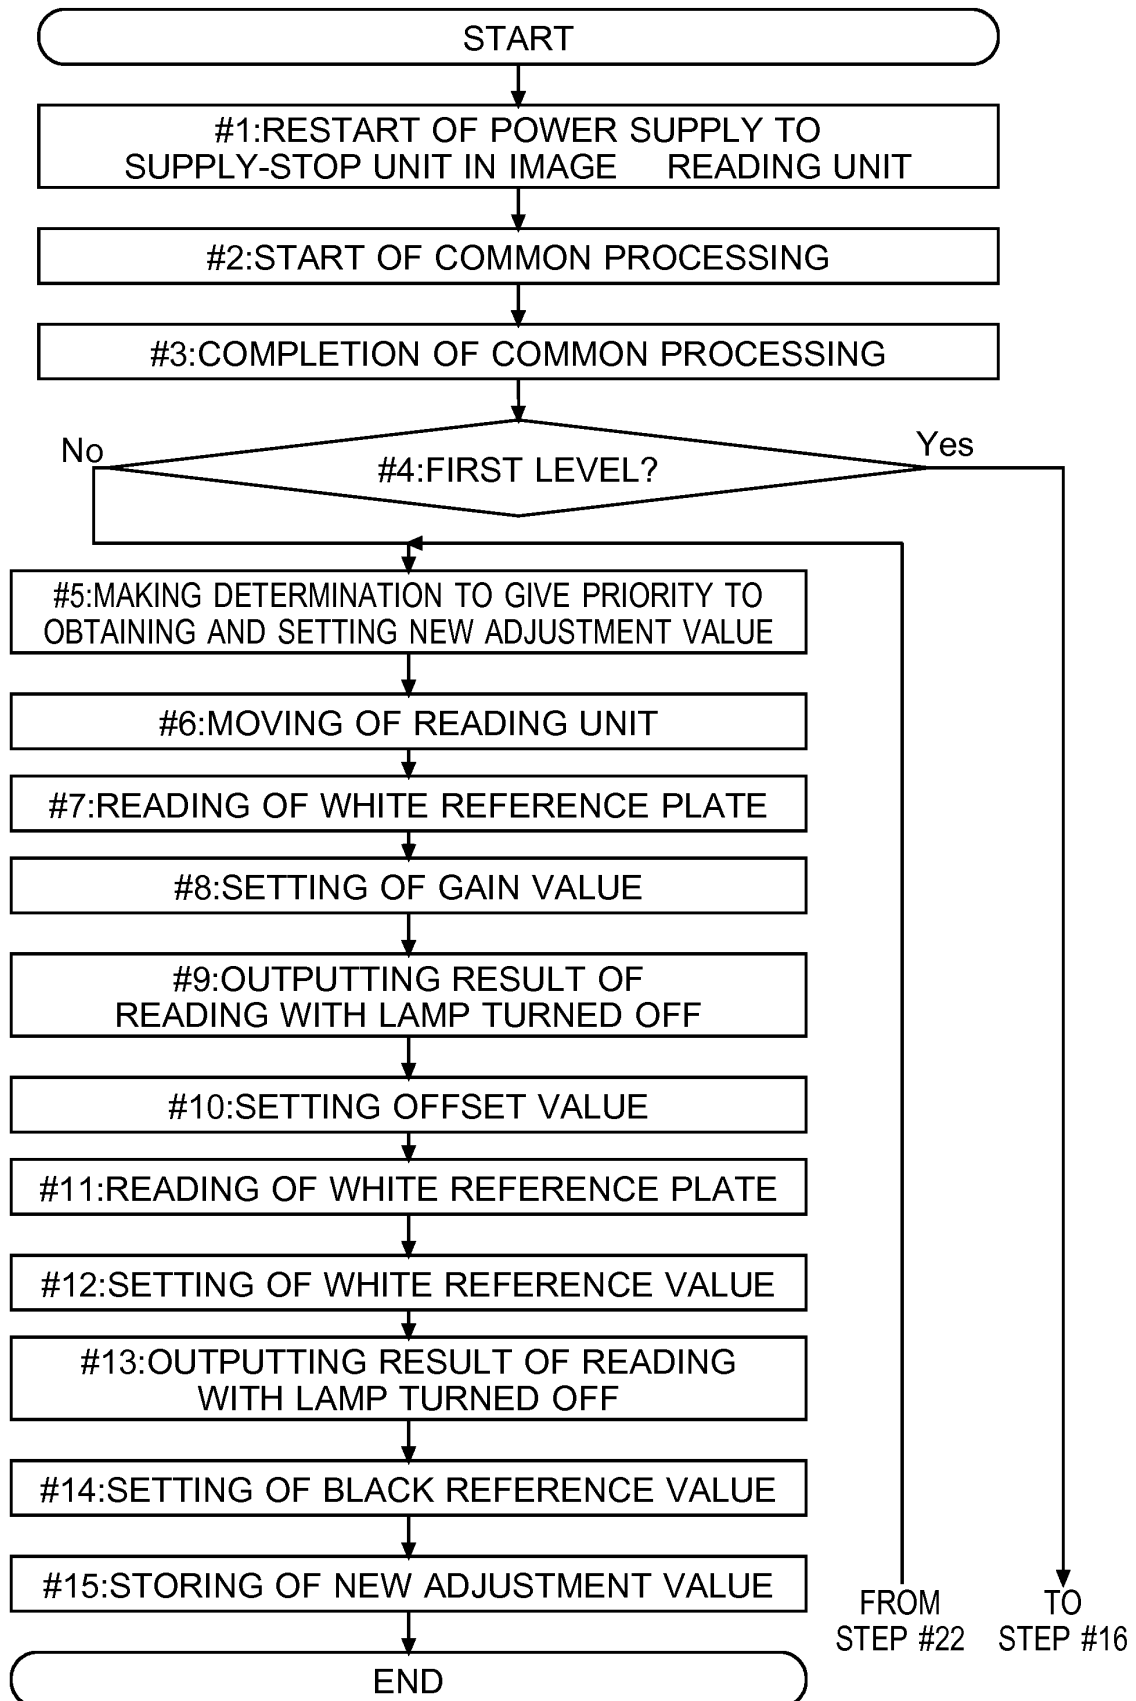 START
#1:RESTART OF POWER SUPPLY TO
SUPPLY-STOP UNIT IN IMAGE READING UNIT
#2:START OF COMMON PROCESSING
#3:COMPLETION OF COMMON PROCESSING
No
Yes
#4:FIRST LEVEL?
#5:MAKING DETERMINATION TO GIVE PRIORITY TO
OBTAINING AND SETTING NEW ADJUSTMENT VALUE
#6:MOVING OF READING UNIT
#7:READING OF WHITE REFERENCE PLATE
#8:SETTING OF GAIN VALUE
#9:OUTPUTTING RESULT OF
READING WITH LAMP TURNED OFF
#10:SETTING OFFSET VALUE
#11:READING OF WHITE REFERENCE PLATE
#12:SETTING OF WHITE REFERENCE VALUE
#13:OUTPUTTING RESULT OF READING
WITH LAMP TURNED OFF
#14:SETTING OF BLACK REFERENCE VALUE
#15:STORING OF NEW ADJUSTMENT VALUE
FROM
STEP #22
TO
STEP #16
END